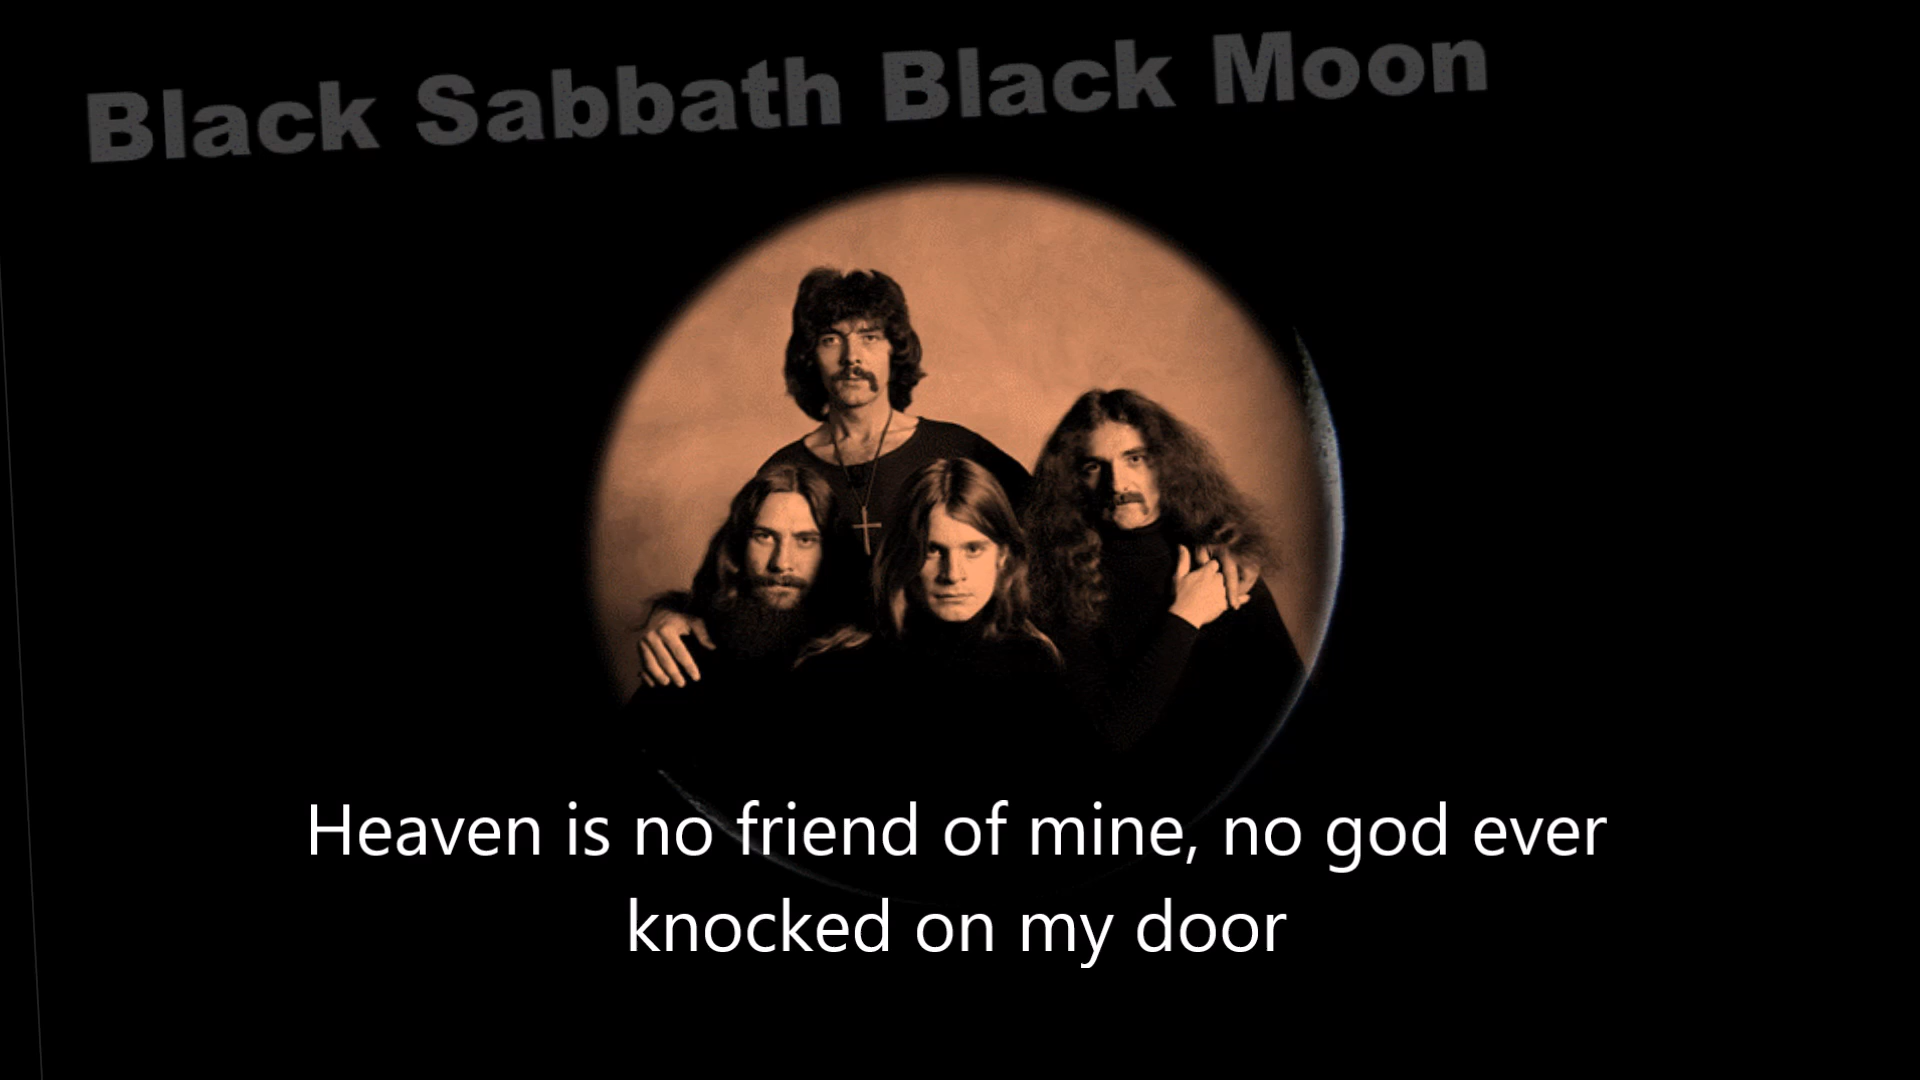 Black Sabbath Black Moon
Heaven is no friend of mine, no god ever
knocked on my door